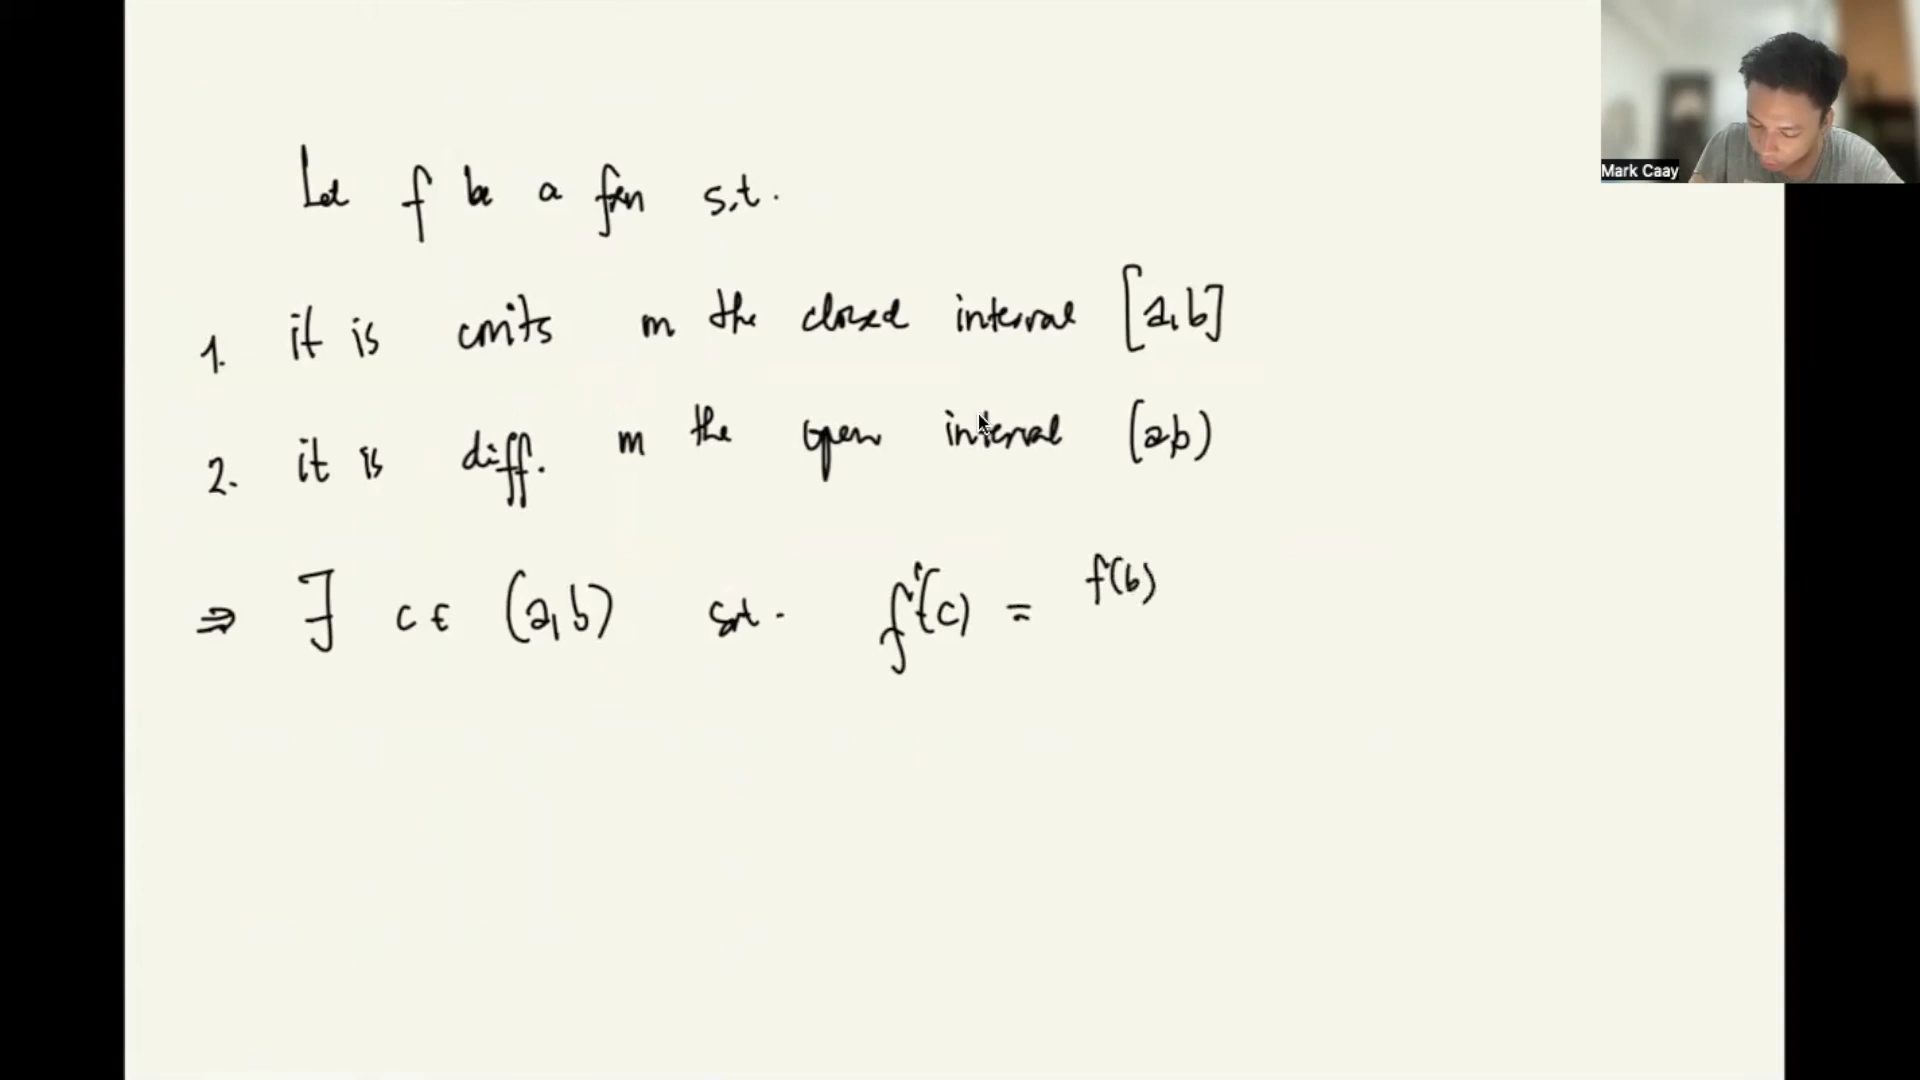 Mark Caay
Let f be a fxn s.t.
1. it is conts on the closed interval [a,b]
2. it is diff. on the open interval (a,b)
⇒ ∃ c ∈ (a,b) s.t. f'(c) = f(b)